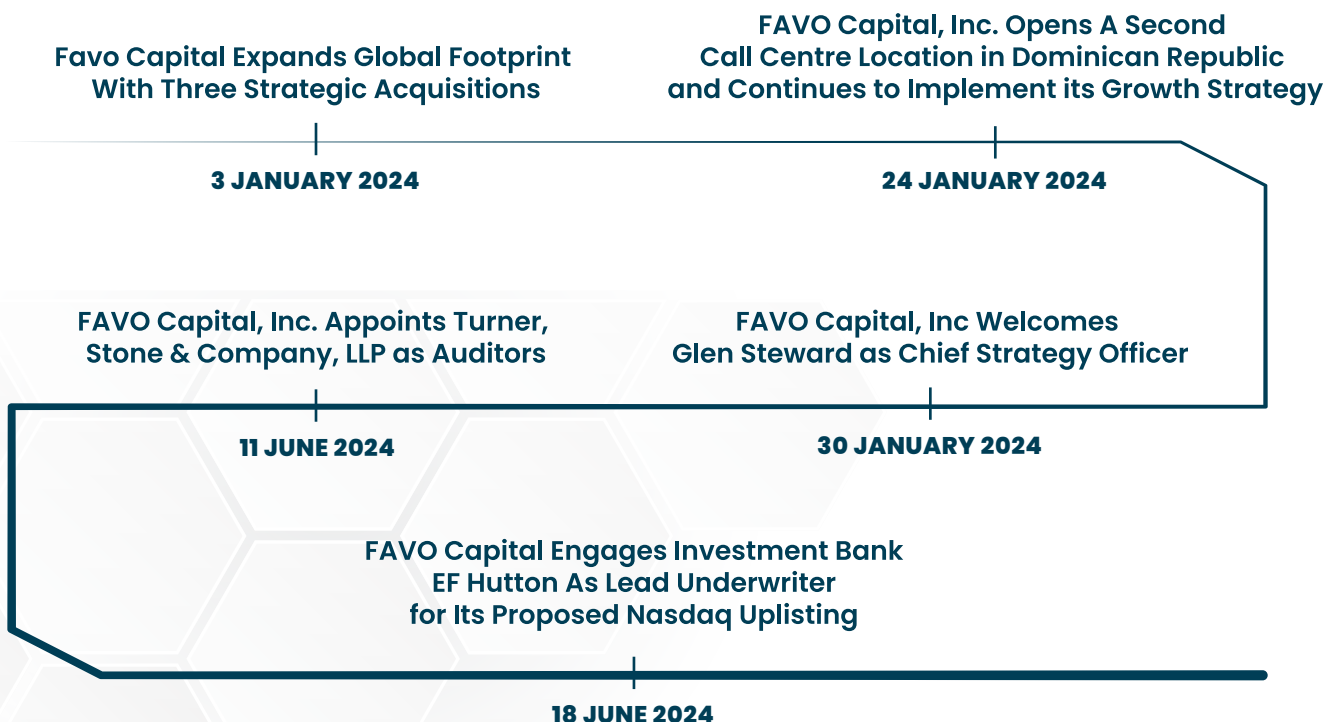 Favo Capital Expands Global Footprint
With Three Strategic Acquisitions
3 JANUARY 2024
FAVO Capital, Inc. Opens A Second
Call Centre Location in Dominican Republic
and Continues to Implement its Growth Strategy
24 JANUARY 2024
FAVO Capital, Inc Welcomes
Glen Steward as Chief Strategy Officer
30 JANUARY 2024
FAVO Capital, Inc. Appoints Turner,
Stone & Company, LLP as Auditors
11 JUNE 2024
FAVO Capital Engages Investment Bank
EF Hutton As Lead Underwriter
for Its Proposed Nasdaq Uplisting
18 JUNE 2024